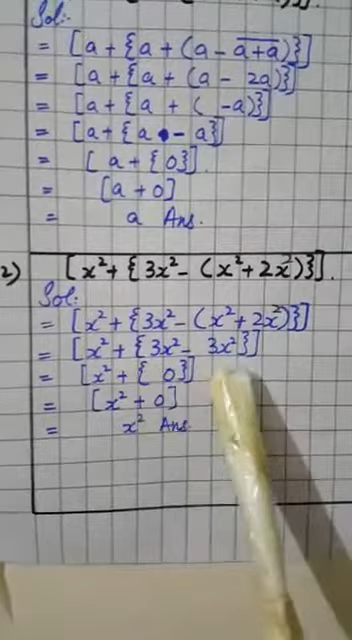 Sol:
= [a + {a + (a - \overline{a+a})}]
= [a + {a + (a - 2a)}]
= [a + {a + ( -a)}]
= [a + {a - a}]
= [a + {0}]
= [a + 0]
= a Ans.
2) [x² + {3x² - (x² + 2x²)}].
Sol:
= [x² + {3x² - (x² + 2x²)}]
= [x² + {3x² - 3x²}]
= [x² + { 0}]
= [x² + 0]
= x² Ans